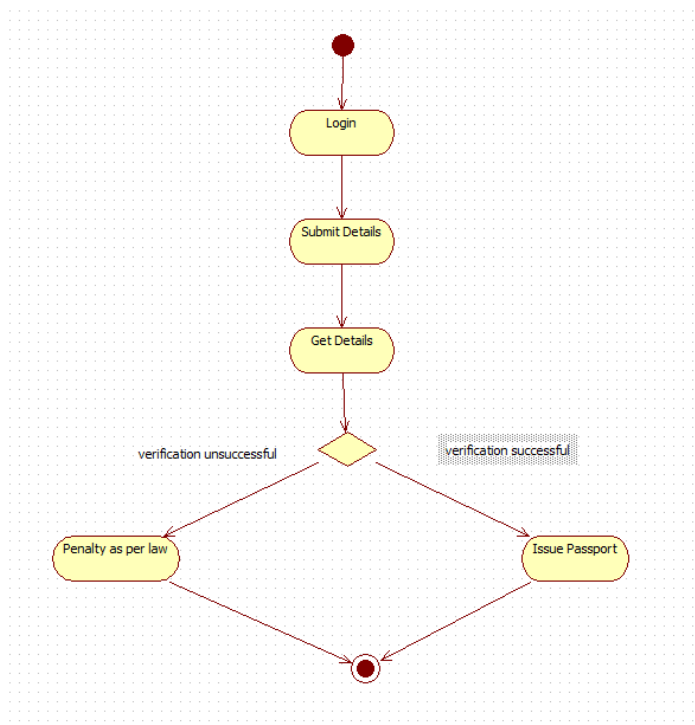 Login
Submit Details
Get Details
verification unsuccessful
verification successful
Penalty as per law
Issue Passport